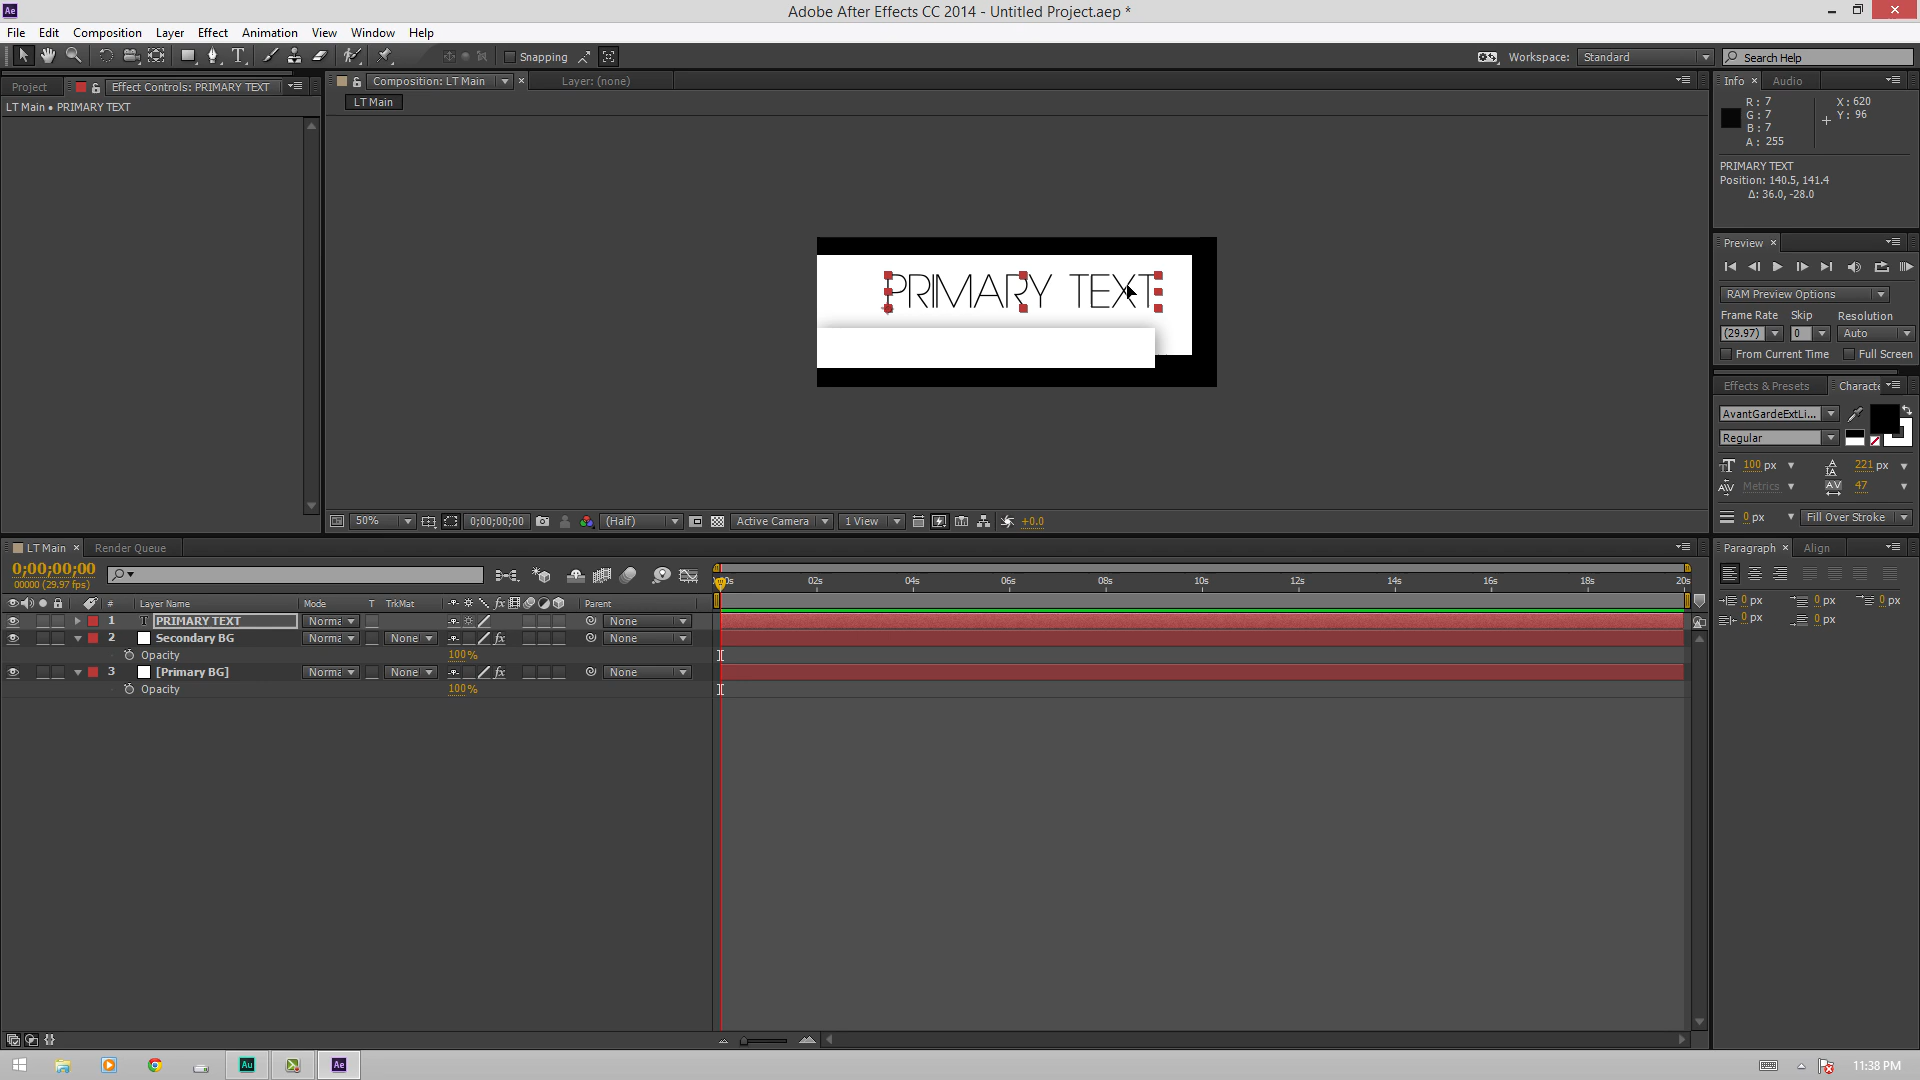 Ae
Adobe After Effects CC 2014 - Untitled Project.aep *
File Edit Composition Layer Effect Animation View Window Help
T Snapping Workspace: Standard Search Help
Project Effect Controls: PRIMARY TEXT
LT Main • PRIMARY TEXT
Composition: LT Main Layer: (none)
LT Main
PRIMARY TEXT
50% 0;00;00;00 (Half) Active Camera 1 View +0.0
Info Audio
R: 7 X: 620
G: 7 Y: 96
B: 7
A: 255
PRIMARY TEXT
Position: 140.5, 141.4
Δ: 36.0, -28.0
Preview
RAM Preview Options
Frame Rate Skip Resolution
(29.97) 0 Auto
From Current Time Full Screen
Effects & Presets Characte
AvantGardeExtLi...
Regular
100 px 221 px
Metrics 47
0 px Fill Over Stroke
Paragraph Align
0 px 0 px 0 px
0 px 0 px
LT Main Render Queue
0;00;00;00
00000 (29.97 fps)
# Layer Name Mode T TrkMat fx Parent
1 T PRIMARY TEXT Norma None
2 Secondary BG Norma None fx None
Opacity 100%
3 [Primary BG] Norma None fx None
Opacity 100%
02s 04s 06s 08s 10s 12s 14s 16s 18s 20s
Au Ae 11:38 PM